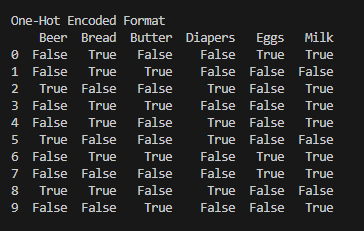 One-Hot Encoded Format
    Beer  Bread  Butter  Diapers   Eggs   Milk
0  False   True   False    False   True   True
1  False   True    True    False  False  False
2   True  False   False     True  False   True
3  False   True    True    False   True   True
4  False   True   False     True  False   True
5   True  False   False     True   True  False
6  False   True    True    False   True   True
7  False  False   False     True  False   True
8   True   True   False     True  False  False
9  False  False    True    False  False   True